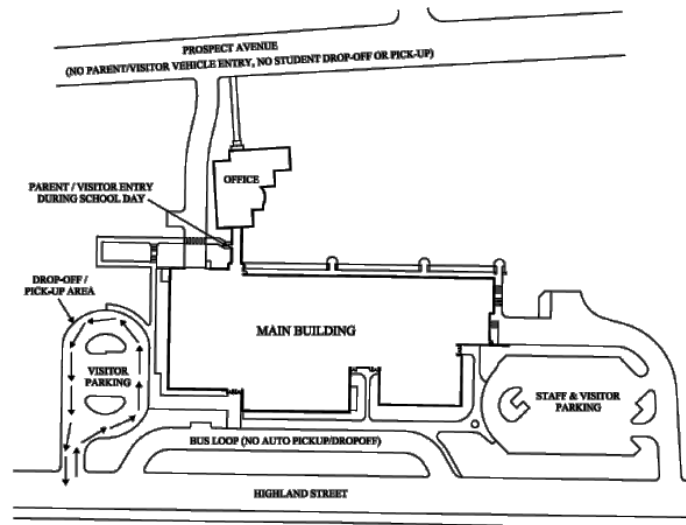 PROSPECT AVENUE
(NO PARENT/VISITOR VEHICLE ENTRY, NO STUDENT DROP-OFF OR PICK-UP)
OFFICE
PARENT / VISITOR ENTRY
DURING SCHOOL DAY
DROP-OFF /
PICK-UP AREA
MAIN BUILDING
VISITOR
PARKING
STAFF & VISITOR
PARKING
BUS LOOP (NO AUTO PICKUP/DROPOFF)
HIGHLAND STREET